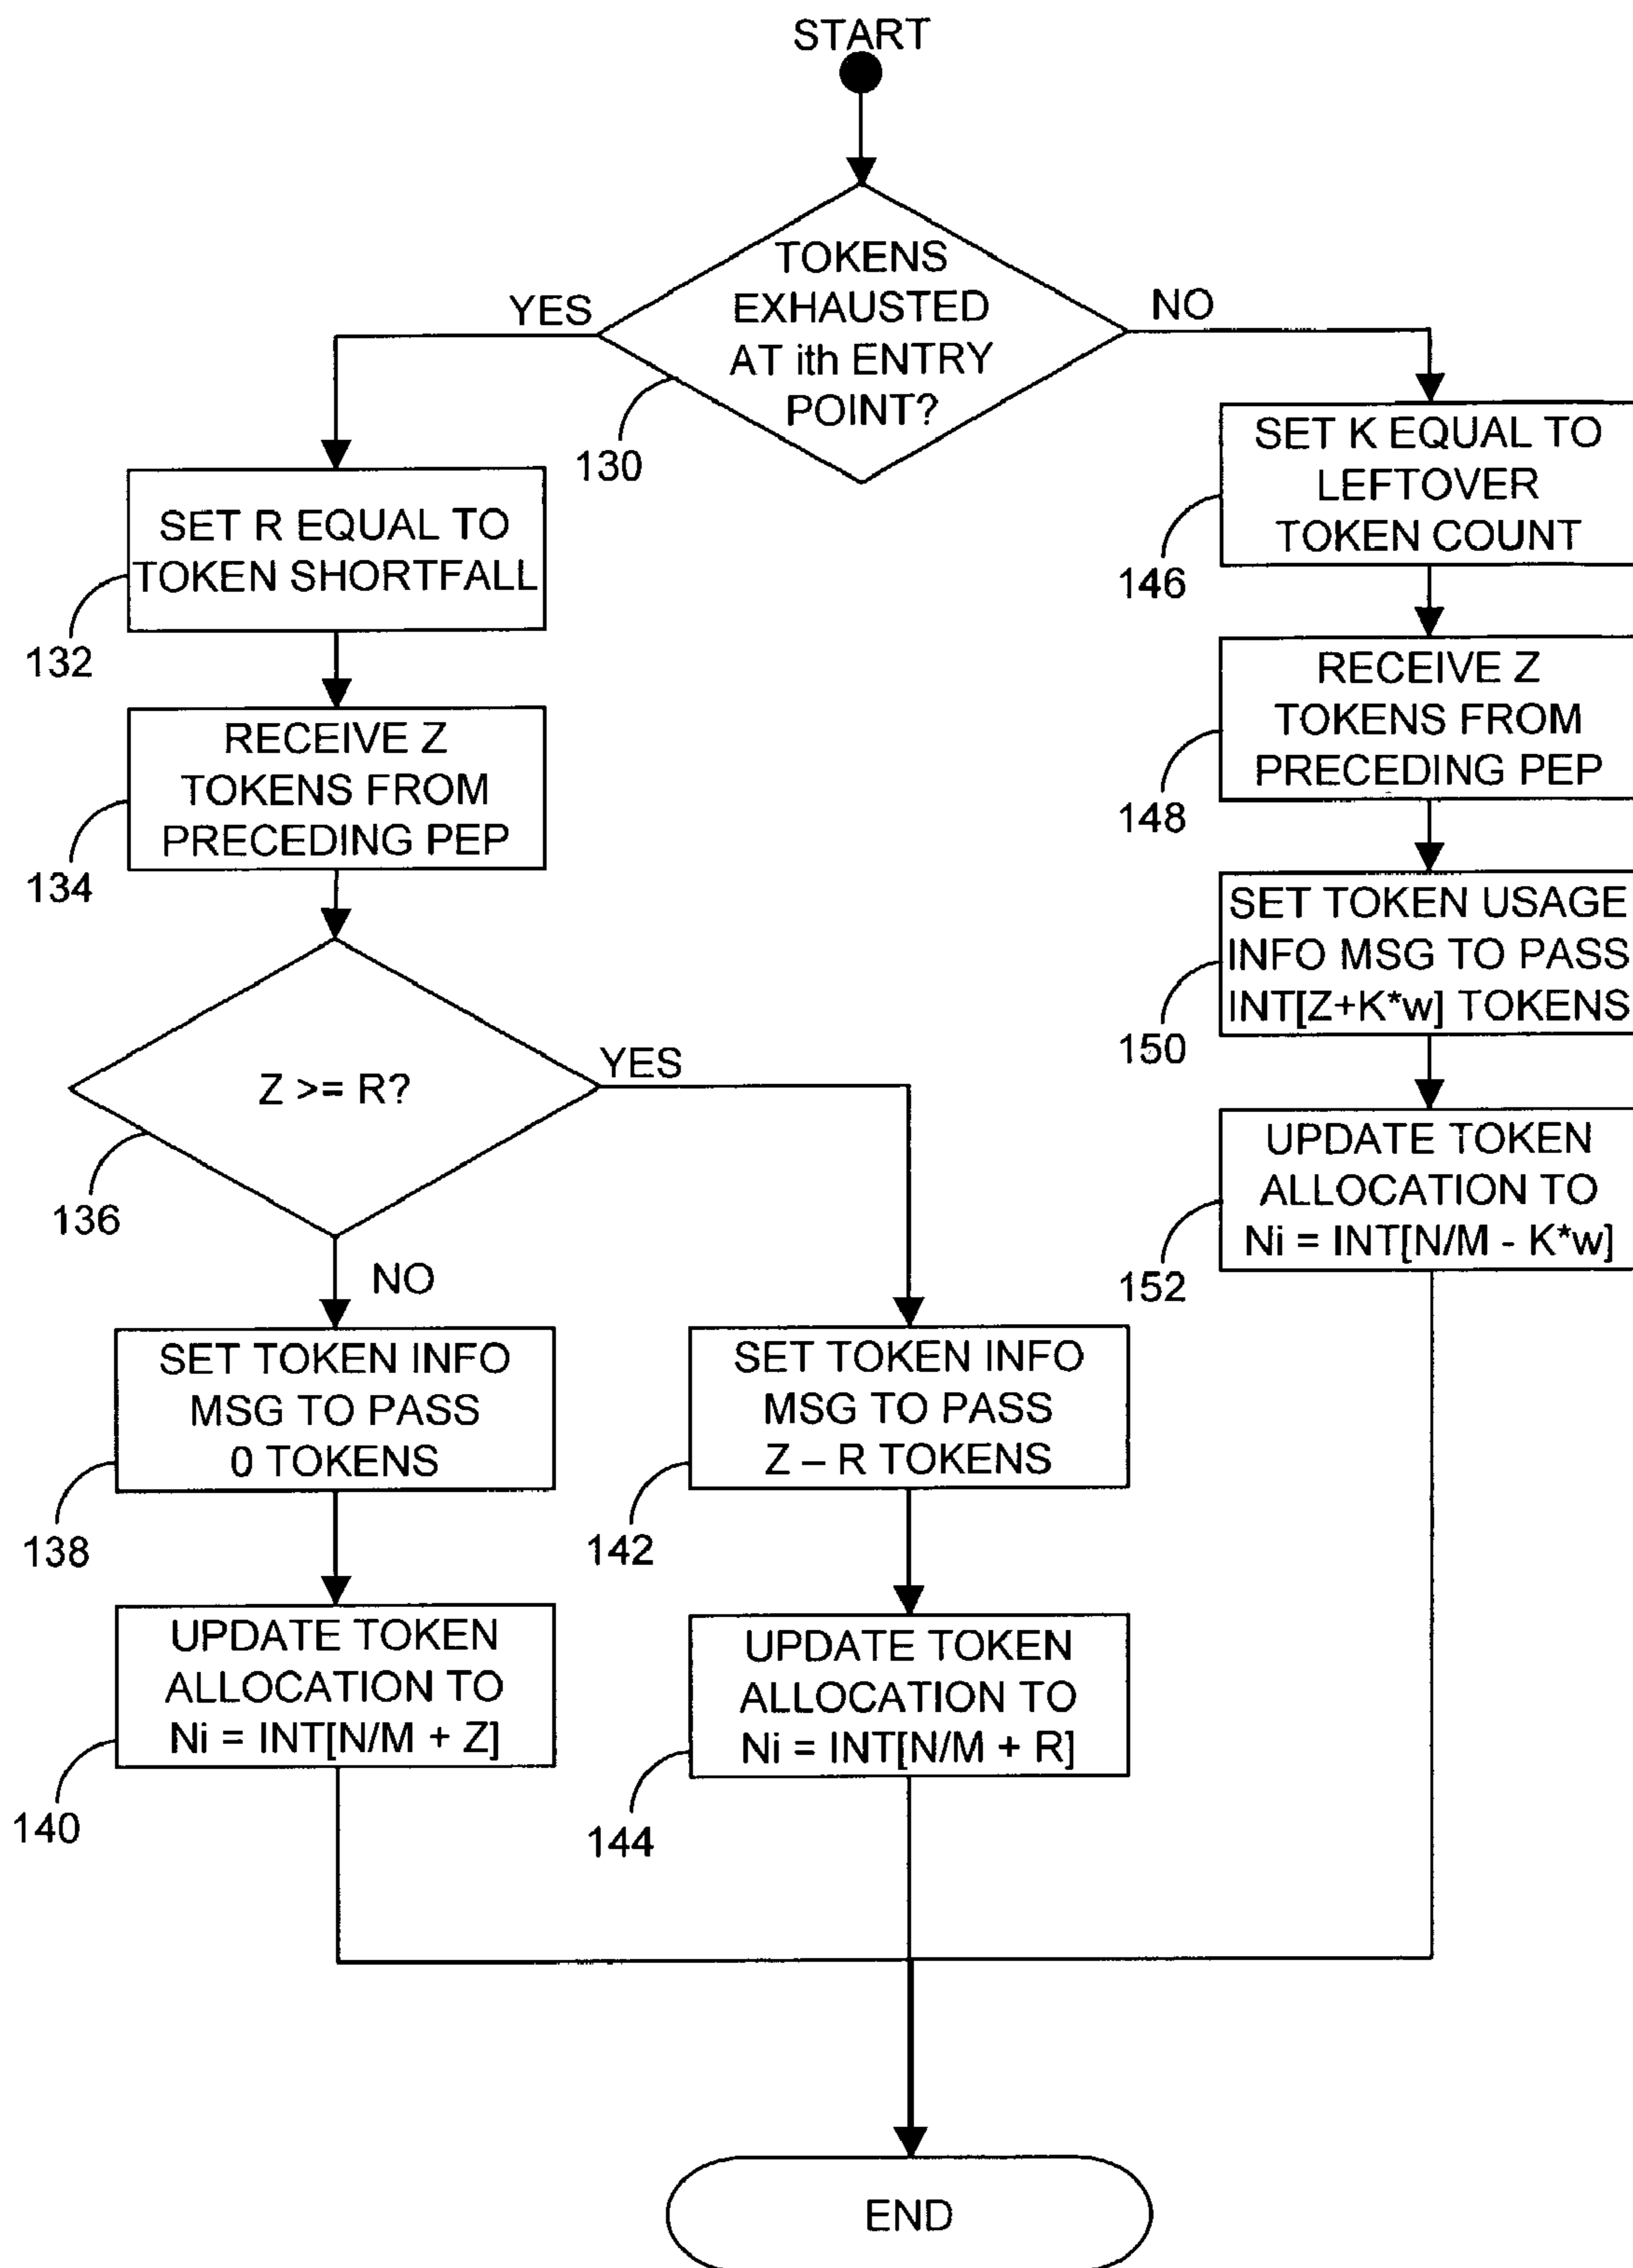 START
TOKENS
EXHAUSTED
AT ith ENTRY
POINT?
130
YES
NO
SET R EQUAL TO
TOKEN SHORTFALL
132
RECEIVE Z
TOKENS FROM
PRECEDING PEP
134
Z >= R?
136
YES
NO
SET TOKEN INFO
MSG TO PASS
0 TOKENS
138
UPDATE TOKEN
ALLOCATION TO
Ni = INT[N/M + Z]
140
SET TOKEN INFO
MSG TO PASS
Z – R TOKENS
142
UPDATE TOKEN
ALLOCATION TO
Ni = INT[N/M + R]
144
SET K EQUAL TO
LEFTOVER
TOKEN COUNT
146
RECEIVE Z
TOKENS FROM
PRECEDING PEP
148
SET TOKEN USAGE
INFO MSG TO PASS
INT[Z+K*w] TOKENS
150
UPDATE TOKEN
ALLOCATION TO
Ni = INT[N/M - K*w]
152
END